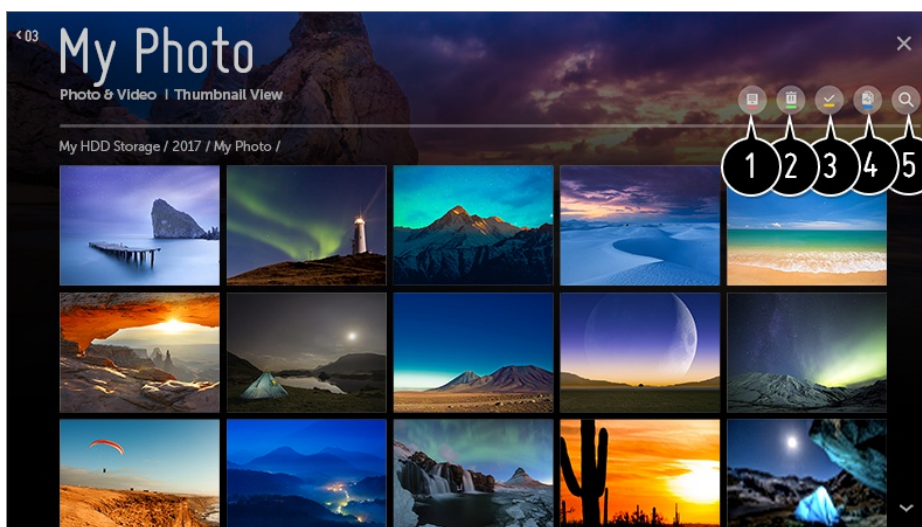 < 03
My Photo
Photo & Video | Thumbnail View
My HDD Storage / 2017 / My Photo /
1 2 3 4 5